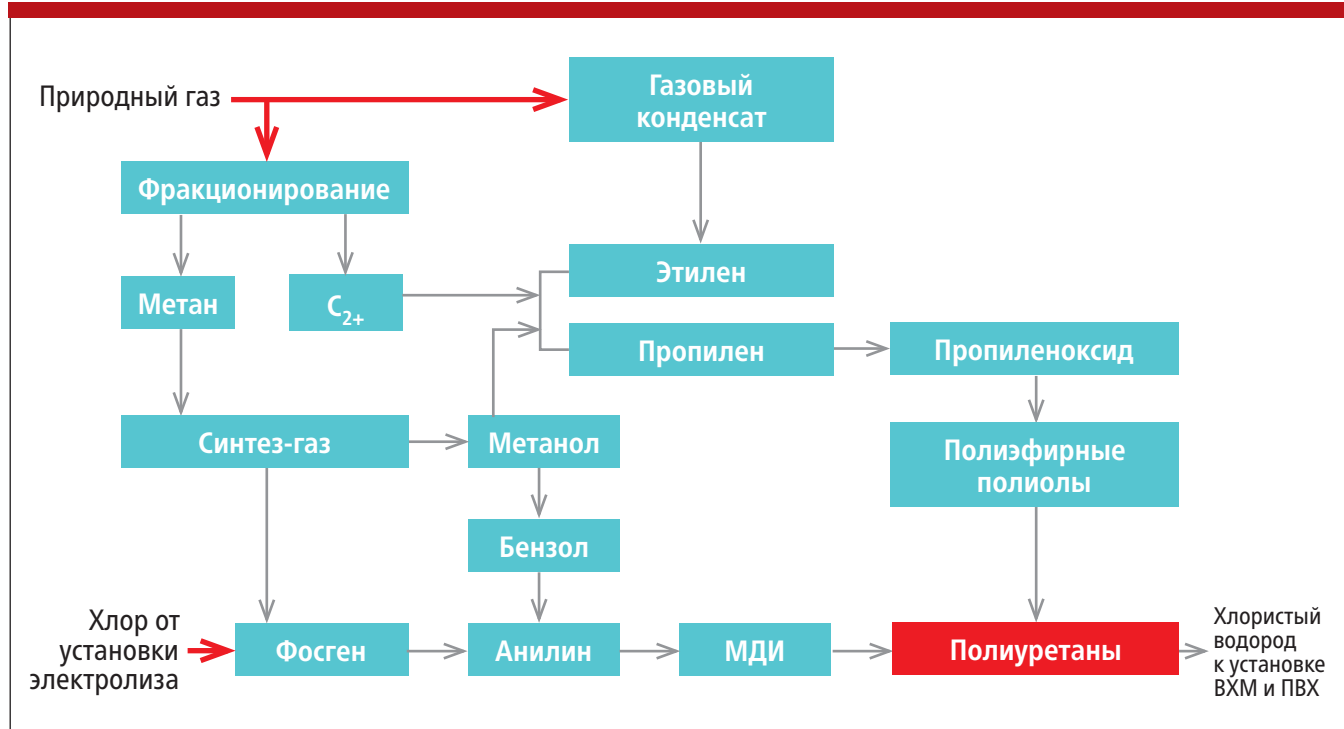 Природный газ
Газовый
конденсат
Фракционирование
Метан
C2+
Этилен
Пропилен
Пропиленоксид
Синтез-газ
Метанол
Полиэфирные
полиолы
Бензол
Хлор от
установки
электролиза
Фосген
Анилин
МДИ
Полиуретаны
Хлористый
водород
к установке
ВХМ и ПВХ